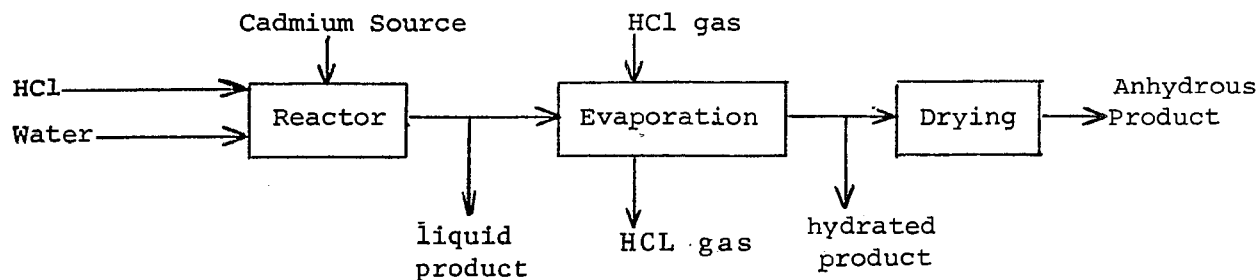 Cadmium Source
HCl gas
HCl
Water
Reactor
Evaporation
Drying
Anhydrous
Product
liquid
product
HCL gas
hydrated
product